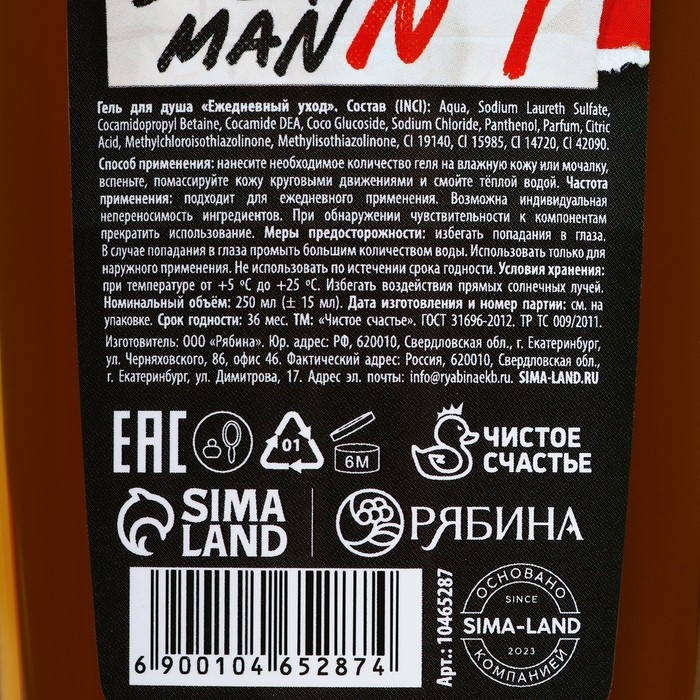 MAN № 1
Гель для душа «Ежедневный уход». Состав (INCI): Aqua, Sodium Laureth Sulfate,
Cocamidopropyl Betaine, Cocamide DEA, Coco Glucoside, Sodium Chloride, Panthenol, Parfum, Citric
Acid, Methylchloroisothiazolinone, Methylisothiazolinone, CI 19140, CI 15985, CI 14720, CI 42090.
Способ применения: нанесите необходимое количество геля на влажную кожу или мочалку,
вспеньте, помассируйте кожу круговыми движениями и смойте тёплой водой. Частота
применения: подходит для ежедневного применения. Возможна индивидуальная
непереносимость ингредиентов. При обнаружении чувствительности к компонентам
прекратить использование. Меры предосторожности: избегать попадания в глаза.
В случае попадания в глаза промыть большим количеством воды. Использовать только для
наружного применения. Не использовать по истечении срока годности. Условия хранения:
при температуре от +5 °C до +25 °C. Избегать воздействия прямых солнечных лучей.
Номинальный объём: 250 мл (± 15 мл). Дата изготовления и номер партии: см. на
упаковке. Срок годности: 36 мес. ТМ: «Чистое счастье». ГОСТ 31696-2012. ТР ТС 009/2011.
Изготовитель: ООО «Рябина». Юр. адрес: РФ, 620010, Свердловская обл., г. Екатеринбург,
ул. Черняховского, 86, офис 46. Фактический адрес: Россия, 620010, Свердловская обл.,
г. Екатеринбург, ул. Димитрова, 17. Адрес эл. почты: info@ryabinaekb.ru. SIMA-LAND.RU
EAC
01
6М
ЧИСТОЕ
СЧАСТЬЕ
SIMA
LAND
РЯБИНА
6 900104 652874
Арт.: 10465287
ОСНОВАНО
SINCE
SIMA-LAND
2023
КОМПАНИЕЙ